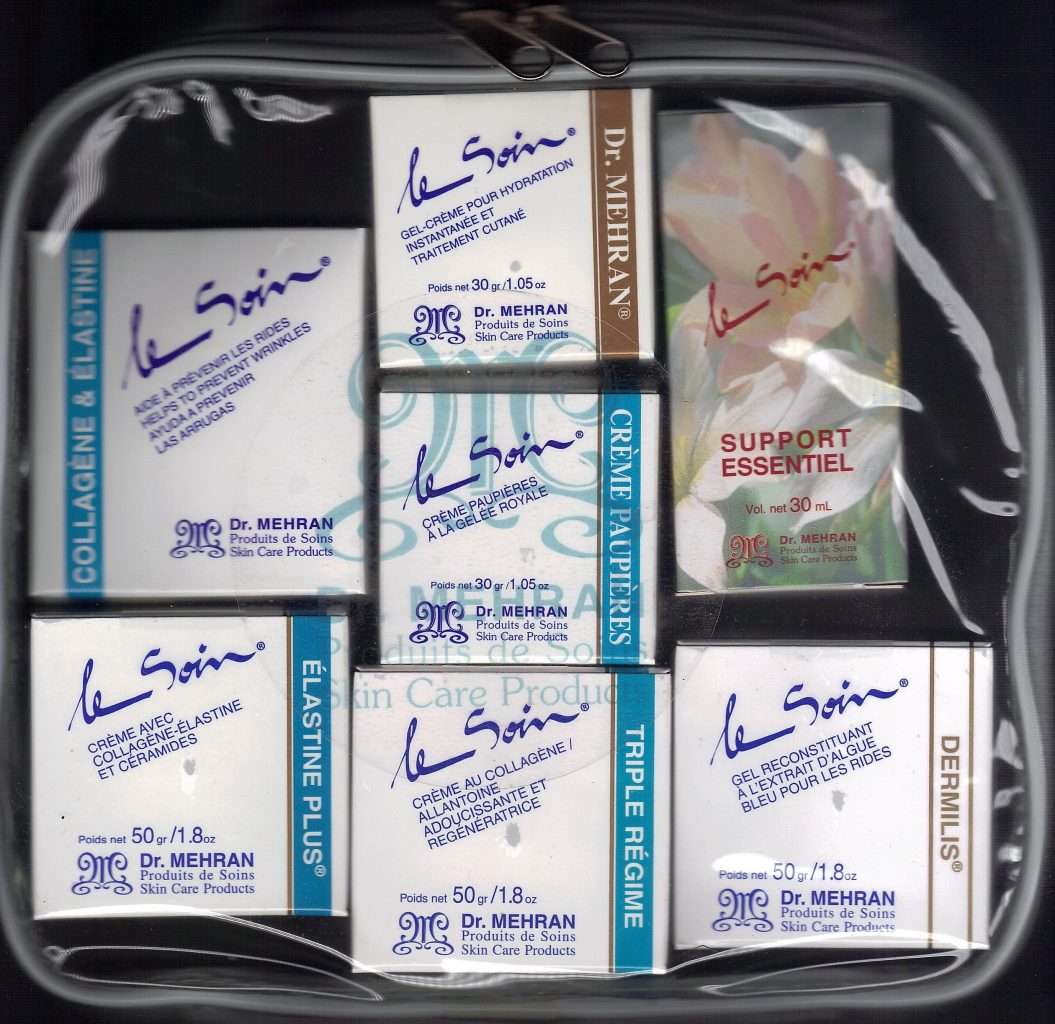 le Soin®
GEL-CRÈME POUR HYDRATATION
INSTANTANÉE ET
TRAITEMENT CUTANÉ
Poids net 30 gr/1.05 oz
Dr. MEHRAN
Produits de Soins
Skin Care Products
Dr. MEHRAN®
le Soin
SUPPORT
ESSENTIEL
Vol. net 30 mL
Dr. MEHRAN
Produits de Soins
Skin Care Products
COLLAGÈNE & ÉLASTINE
le Soin®
AIDE À PRÉVENIR LES RIDES
HELPS TO PREVENT WRINKLES
AYUDA A PREVENIR
LAS ARRUGAS
Dr. MEHRAN
Produits de Soins
Skin Care Products
le Soin®
CRÈME PAUPIÈRES
À LA GELÉE ROYALE
Poids net 30 gr/1.05 oz
Dr. MEHRAN
Produits de Soins
Skin Care Products
CRÈME PAUPIÈRES
DR. MEHRAN
Produits de Soins
Skin Care Products
le Soin®
CRÈME AVEC
COLLAGÈNE-ÉLASTINE
ET CÉRAMIDES
Poids net 50 gr/1.8 oz
Dr. MEHRAN
Produits de Soins
Skin Care Products
ÉLASTINE PLUS®
le Soin®
CRÈME AU COLLAGÈNE/
ALLANTOINE
ADOUCISSANTE ET
REGÉNÉRATRICE
Poids net 50 gr/1.8 oz
Dr. MEHRAN
Produits de Soins
Skin Care Products
TRIPLE RÉGIME
le Soin®
GEL RECONSTITUANT
À L'EXTRAIT D'ALGUE
BLEU POUR LES RIDES
Poids net 50 gr/1.8 oz
Dr. MEHRAN
Produits de Soins
Skin Care Products
DERMILIS®